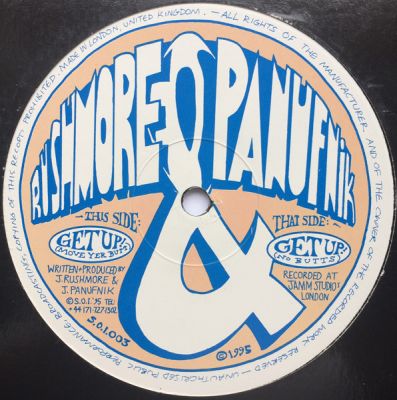 RUSHMORE & PANUFNIK
THIS SIDE:
GET UP!
(MOVE YER BUTT)
WRITTEN & PRODUCED BY
J. RUSHMORE &
J. PANUFNIK
©S.O.I.'95 TEL
+44 171-727 1502
S.O.I.003
THAT SIDE:
GET UP!
(NO BUTTS)
RECORDED AT
JAMM STUDIOS
LONDON
©1995
MADE IN LONDON, UNITED KINGDOM. — ALL RIGHTS OF THE MANUFACTURER AND OF THE OWNER OF THE RECORDED WORK RESERVED — UNAUTHORISED PUBLIC PERFORMANCE, BROADCASTING, COPYING OF THIS RECORD PROHIBITED.